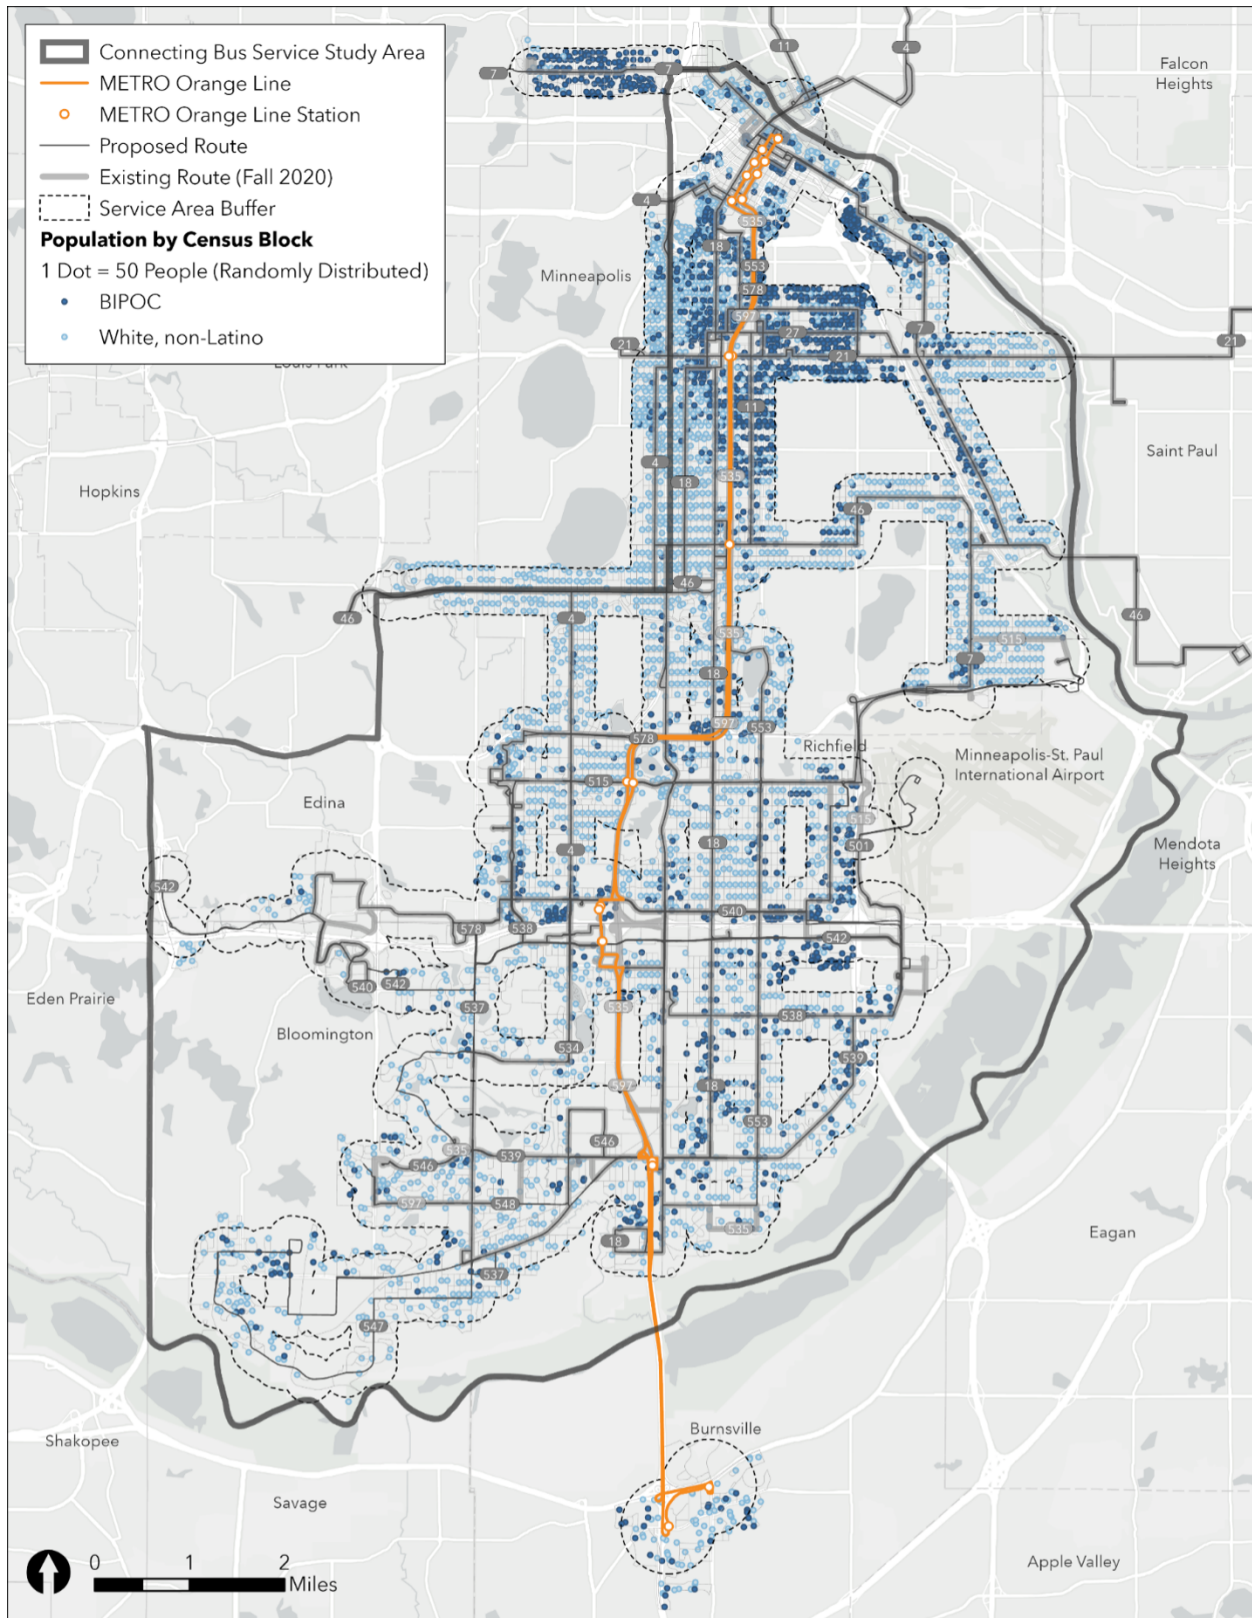 Connecting Bus Service Study Area
METRO Orange Line
METRO Orange Line Station
Proposed Route
Existing Route (Fall 2020)
Service Area Buffer
Population by Census Block
1 Dot = 50 People (Randomly Distributed)
BIPOC
White, non-Latino
11
4
7
7
Falcon
Heights
4
535
18
Minneapolis
553
578
597
27
7
21
21
21
11
4
535
18
Saint Paul
Hopkins
46
46
46
46
4
535
515
18
7
597
553
578
Richfield
Minneapolis-St. Paul
International Airport
515
Edina
515
18
501
4
Mendota
Heights
542
540
578
538
542
540
542
Eden Prairie
537
535
538
Bloomington
534
539
597
18
553
546
535
539
546
597
548
535
18
537
Eagan
547
Burnsville
Shakopee
Savage
0 1 2
Miles
Apple Valley